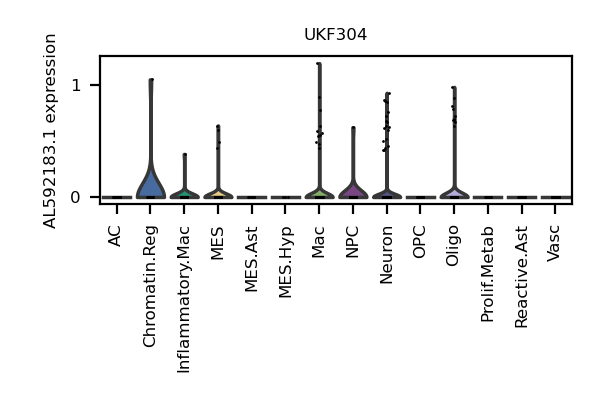 UKF304
AL592183.1 expression
1
0
AC
Chromatin.Reg
Inflammatory.Mac
MES
MES.Ast
MES.Hyp
Mac
NPC
Neuron
OPC
Oligo
Prolif.Metab
Reactive.Ast
Vasc